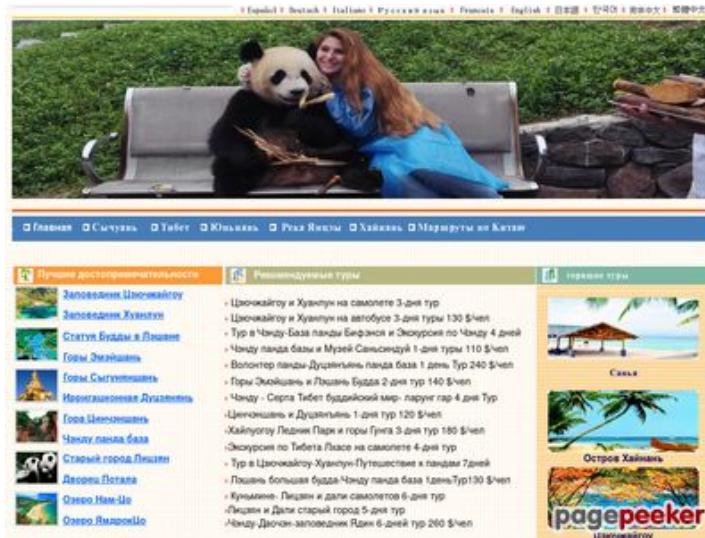 Español Deutsch Italiano Русский язык Francais English 日本語 한국어 简体中文 繁體中文
Главная Сычуань Тибет Юньнань Река Янцзы Хайнань Маршруты по Китаю
Лучшие достопримечательности
Заповедник Цзючжайгоу
Заповедник Хуанлун
Статуя Будды в Лэшане
Горы Эмэйшань
Горы Сыгуняншань
Ирригационная Дуцзянянь
Гора Цинчэншань
Чэнду панда база
Старый город Лицзян
Дворец Потала
Озеро Нам-Цо
Озеро ЯмдрокЦо
Рекомендуемые туры
Цзючжайгоу и Хуанлун на самолете 3-дня тур
Цзючжайгоу и Хуанлун на автобусе 3-дня туры 130 $/чел
Тур в Чэнду-База панды Бифэнся и Экскурсия по Чэнду 4 дней
Чэнду панда базы и Музей Саньсиндуй 1-дня туры 110 $/чел
Волонтер панды-Дуцзянъянь панда база 1 день Тур 240 $/чел
Горы Эмэйшань и Лэшань Будда 2-дня тур 140 $/чел
Чэнду - Серта Тибет буддийский мир- ларунг гар 4 дня Тур
Цинчэншань и Дуцзянъянь 1-дня тур 120 $/чел
Хайлуогоу Ледник Парк и горы Гунга 3-дня тур 180 $/чел
Экскурсия по Тибета Лхасе на самолете 4-дня тур
Тур в Цзючжайгоу-Хуанлун-Путешествие к пандам 7дней
Лэшань большая будда-Чэнду панда база 1деньТур130 $/чел
Куньмине- Лицзян и дали самолетов 6-дня тур
Лицзян и Дали старый город 5-дня тур
Чэнду-Даочэн-заповедник Ядин 6-дней тур 260 $/чел
горящие туры
Санья
Остров Хайнань
pagepeeker
Цзючжайгоу